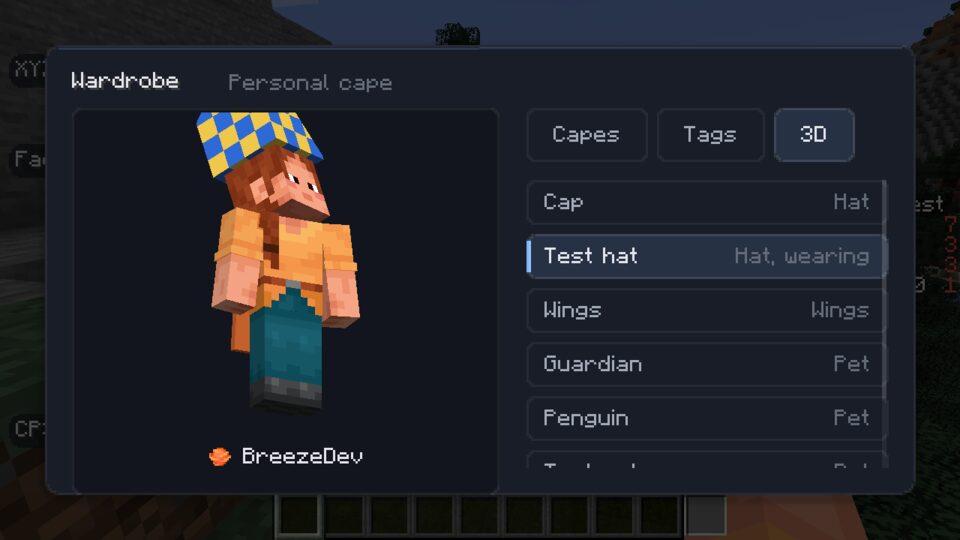 Wardrobe
Personal cape
Capes
Tags
3D
Cap
Hat
Test hat
Hat, wearing
Wings
Wings
Guardian
Pet
Penguin
Pet
BreezeDev